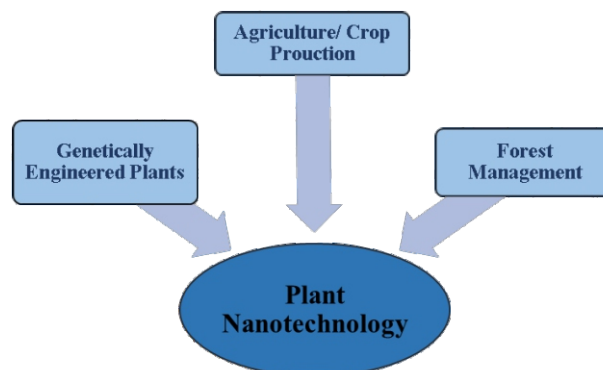 Agriculture/ Crop
Prouction
Genetically
Engineered Plants
Forest
Management
Plant
Nanotechnology